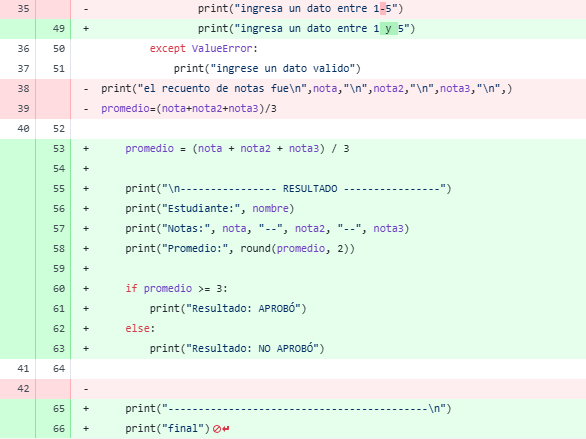 35 - print("ingresa un dato entre 1-5")
49 + print("ingresa un dato entre 1 y 5")
36 50 except ValueError:
37 51 print("ingrese un dato valido")
38 - print("el recuento de notas fue\n",nota,"\n",nota2,"\n",nota3,"\n",)
39 - promedio=(nota+nota2+nota3)/3
40 52
53 + promedio = (nota + nota2 + nota3) / 3
54 +
55 + print("\n---------------- RESULTADO ----------------")
56 + print("Estudiante:", nombre)
57 + print("Notas:", nota, "--", nota2, "--", nota3)
58 + print("Promedio:", round(promedio, 2))
59 +
60 + if promedio >= 3:
61 + print("Resultado: APROBÓ")
62 + else:
63 + print("Resultado: NO APROBÓ")
41 64
42 -
65 + print("-------------------------------------------\n")
66 + print("final")